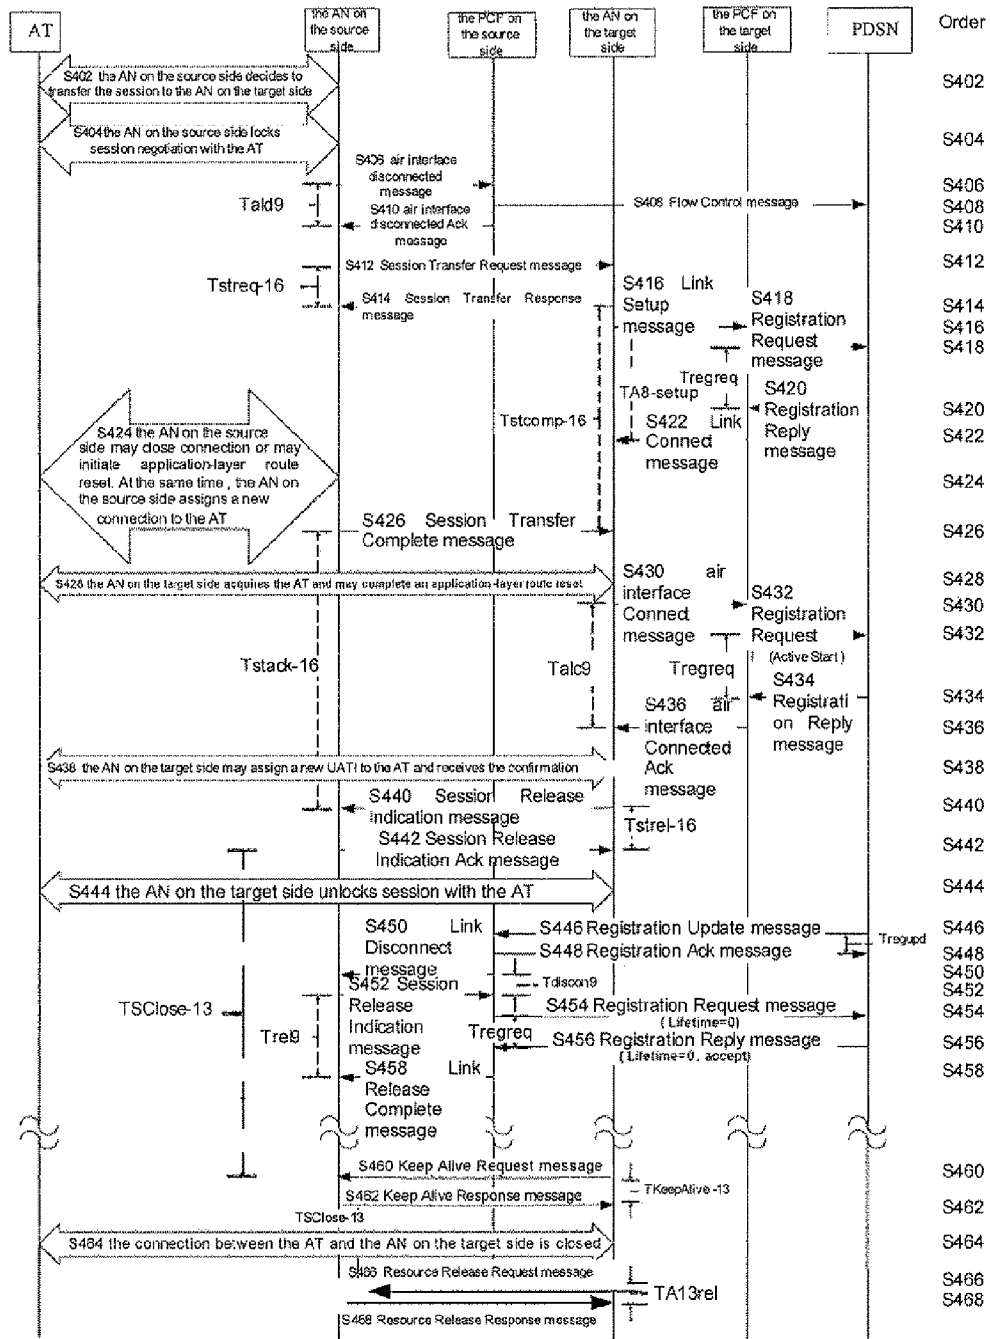 AT
the AN on
the source
side
the PCF on
the source
side
the AN on
the target
side
the PCF on
the target
side
PDSN
Order
S402 the AN on the source side decides to
transfer the session to the AN on the target side
S402
S404 the AN on the source side locks
session negotiation with the AT
S404
S406 air interface
disconnected
message
S406
Tald9
S408 Flow Control message
S408
S410 air interface
disconnected Ack
message
S410
S412 Session Transfer Request message
S412
Tstreq-16
S414 Session Transfer Response
message
S414
S416 Link
Setup
message
S416
S418
Registration
Request
message
S418
Tregreq
TA8-setup
Tstcomp-16
S420
Registration
Reply
message
S420
S422 Link
Connect
message
S422
S424 the AN on the source
side may close connection or may
initiate application-layer route
reset. At the same time, the AN on
the source side assigns a new
connection to the AT
S424
S426 Session Transfer
Complete message
S426
S428 the AN on the target side acquires the AT and may complete an application-layer route reset
S428
S430 air
interface
Connect
message
S430
S432
Registration
Request
(Active Start)
S432
Tstack-16
Talc9
Tregreq
S434
Registrati
on Reply
message
S434
S436 air
interface
Connected
Ack
message
S436
S438 the AN on the target side may assign a new UATI to the AT and receives the confirmation
S438
S440 Session Release
Indication message
S440
Tstrel-16
S442 Session Release
Indication Ack message
S442
S444 the AN on the target side unlocks session with the AT
S444
S446 Registration Update message
S446
Tregupd
S448 Registration Ack message
S448
S450 Link
Disconnect
message
S450
Tdiscon9
S452 Session
Release
Indication
message
S452
TSClose-13
Trel9
Tregreq
S454 Registration Request message
(Lifetime=0)
S454
S456 Registration Reply message
(Lifetime=0, accept)
S456
S458 Link
Release
Complete
message
S458
S460 Keep Alive Request message
S460
TKeepAlive-13
S462 Keep Alive Response message
S462
TSClose-13
S464 the connection between the AT and the AN on the target side is closed
S464
S466 Resource Release Request message
S466
TA13rel
S468
S468 Resource Release Response message